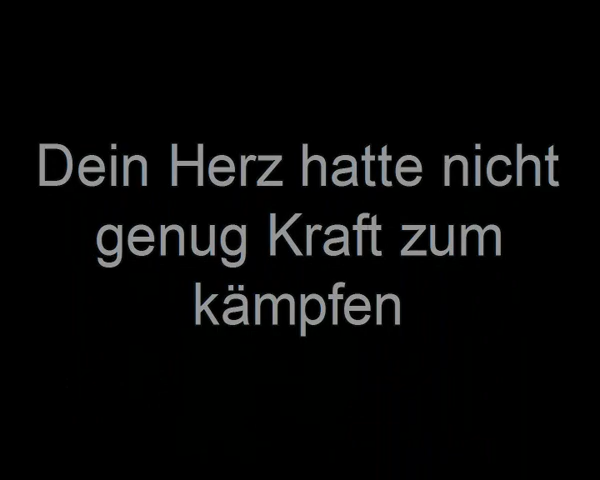 Dein Herz hatte nicht
genug Kraft zum
kämpfen